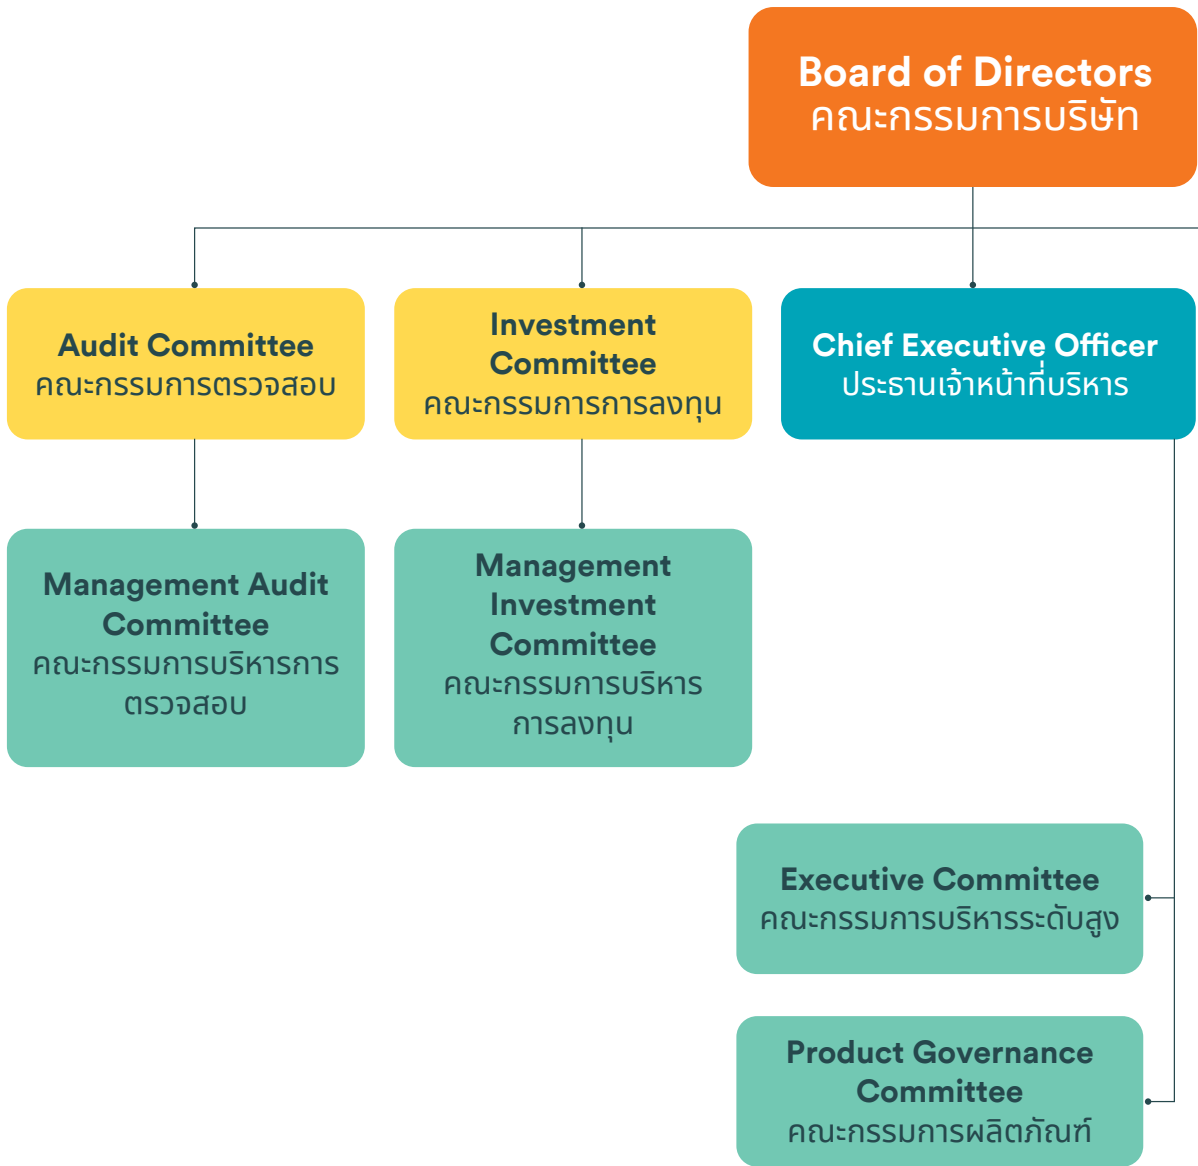 Board of Directors
คณะกรรมการบริษัท
Audit Committee
คณะกรรมการตรวจสอบ
Investment
Committee
คณะกรรมการการลงทุน
Chief Executive Officer
ประธานเจ้าหน้าที่บริหาร
Management Audit
Committee
คณะกรรมการบริหารการ
ตรวจสอบ
Management
Investment
Committee
คณะกรรมการบริหาร
การลงทุน
Executive Committee
คณะกรรมการบริหารระดับสูง
Product Governance
Committee
คณะกรรมการผลิตภัณฑ์